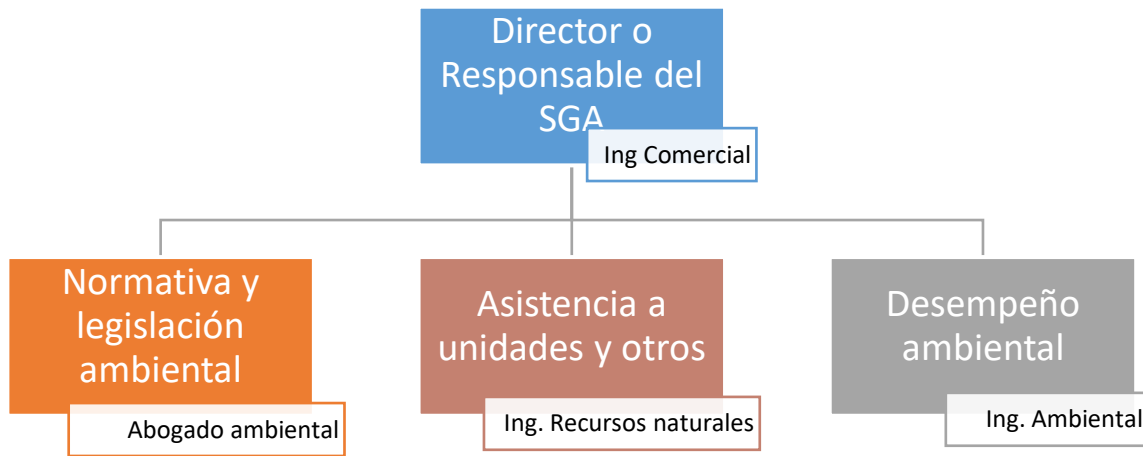 Director o
Responsable del
SGA
Ing Comercial
Normativa y
legislación
ambiental
Abogado ambiental
Asistencia a
unidades y otros
Ing. Recursos naturales
Desempeño
ambiental
Ing. Ambiental